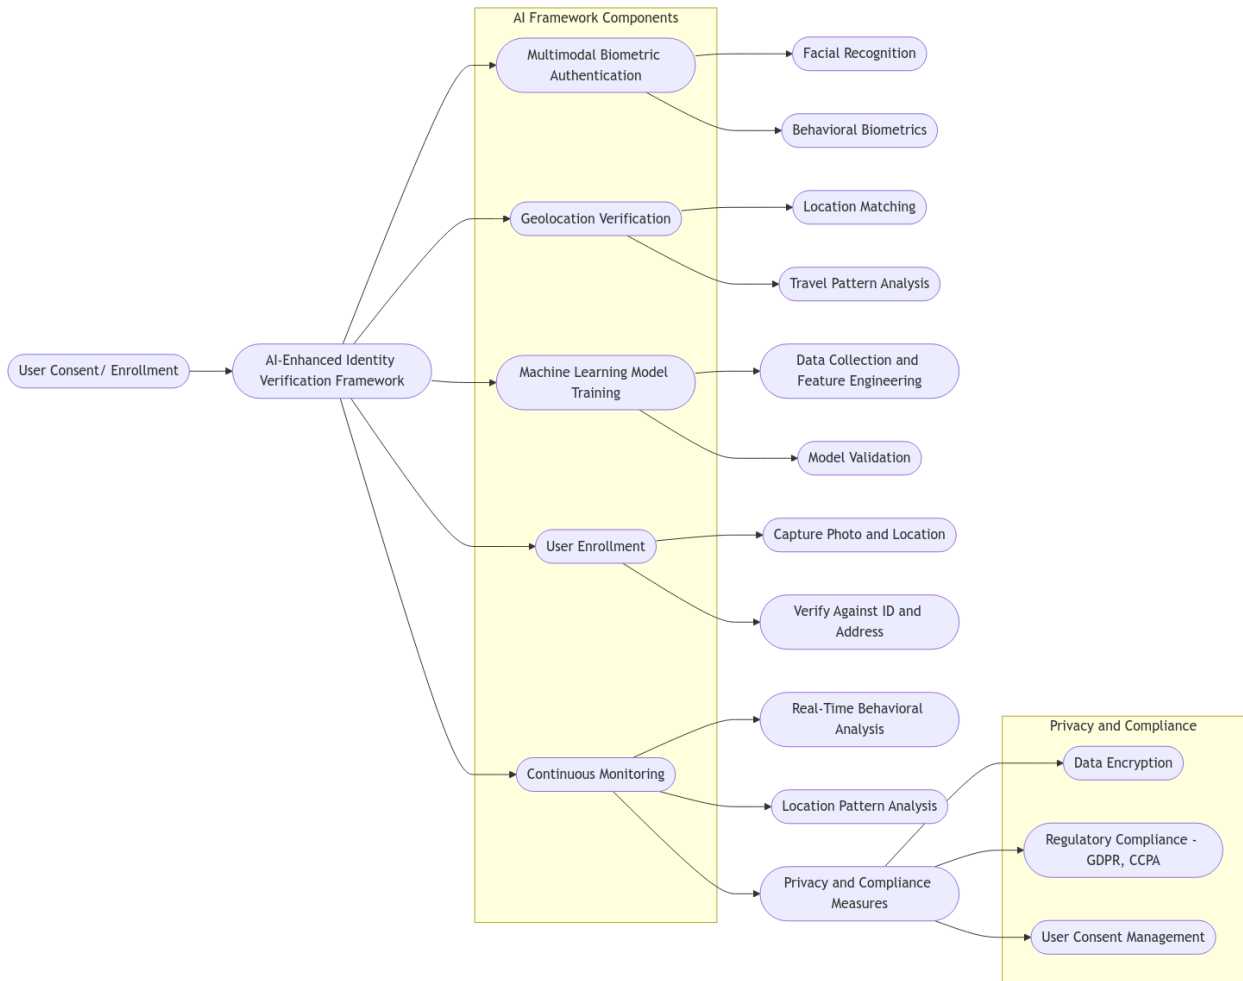 AI Framework Components
Multimodal Biometric
Authentication
Facial Recognition
Behavioral Biometrics
Geolocation Verification
Location Matching
Travel Pattern Analysis
User Consent/ Enrollment
AI-Enhanced Identity
Verification Framework
Machine Learning Model
Training
Data Collection and
Feature Engineering
Model Validation
User Enrollment
Capture Photo and Location
Verify Against ID and
Address
Continuous Monitoring
Real-Time Behavioral
Analysis
Location Pattern Analysis
Privacy and Compliance
Measures
Privacy and Compliance
Data Encryption
Regulatory Compliance -
GDPR, CCPA
User Consent Management